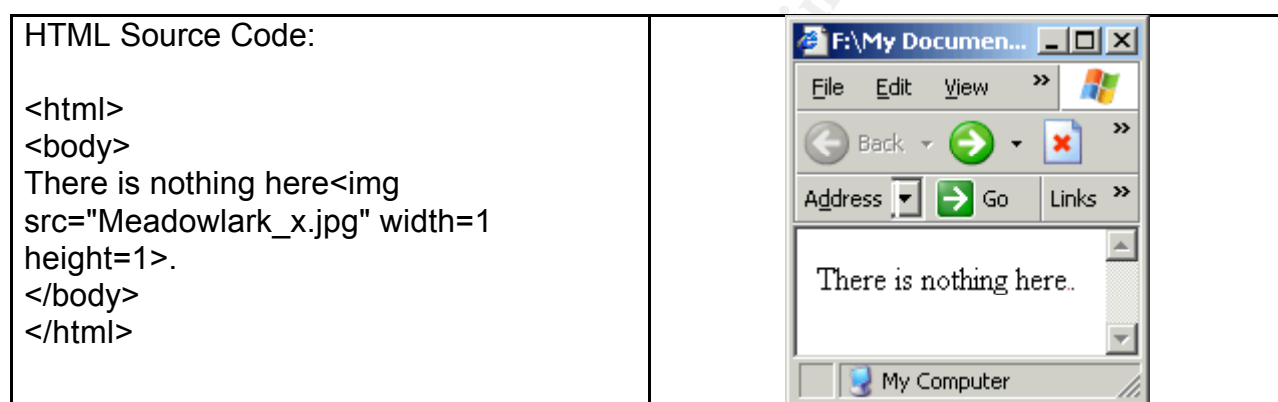 HTML Source Code:
<html>
<body>
There is nothing here<img
src="Meadowlark_x.jpg" width=1
height=1>.
</body>
</html>
F:\My Documen...
File Edit View »
Back »
Address Go Links »
There is nothing here..
My Computer